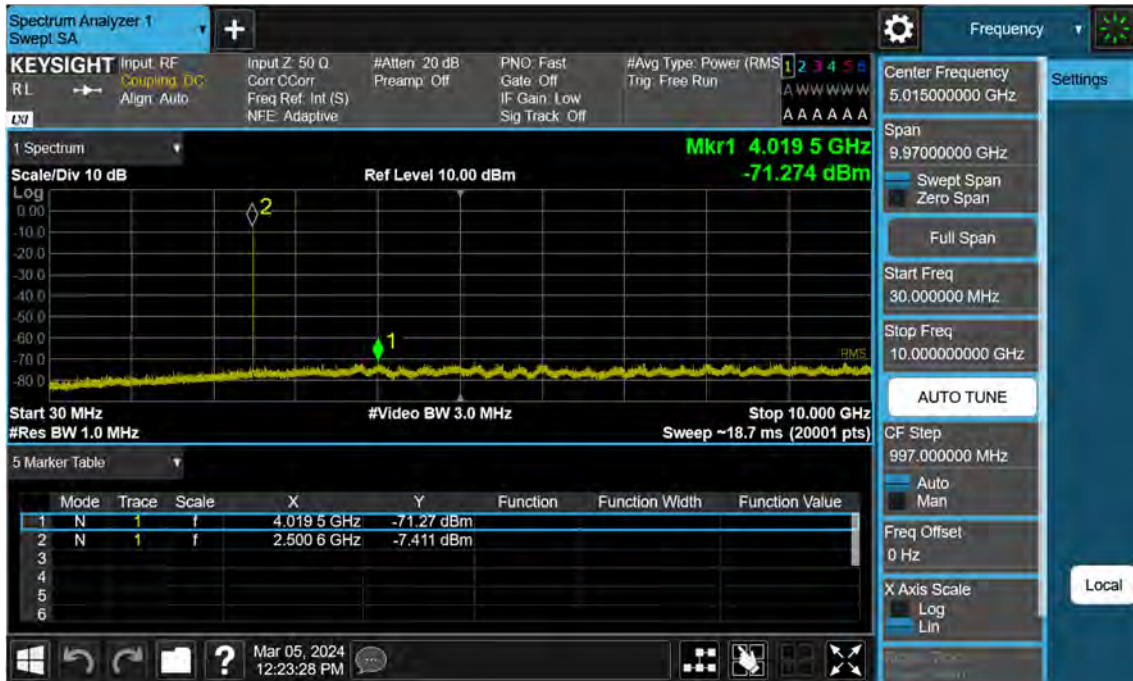 Spectrum Analyzer 1
Swept SA
Frequency
KEYSIGHT
RL
LXI
Input: RF
Coupling: DC
Align: Auto
Input Z: 50 Ω
Corr CCorr
Freq Ref: Int (S)
NFE: Adaptive
#Atten: 20 dB
Preamp: Off
PNO: Fast
Gate: Off
IF Gain: Low
Sig Track: Off
#Avg Type: Power (RMS
Trig: Free Run
1 2 3 4 5 6
A W W W W W
A A A A A A
Center Frequency
5.015000000 GHz
Settings
1 Spectrum
Mkr1 4.019 5 GHz
Scale/Div 10 dB
Ref Level 10.00 dBm
-71.274 dBm
Span
9.97000000 GHz
Swept Span
Zero Span
Log
0.00
-10.0
-20.0
-30.0
-40.0
-50.0
-60.0
-70.0
-80.0
2
1
RMS
Full Span
Start Freq
30.000000 MHz
Stop Freq
10.000000000 GHz
AUTO TUNE
Start 30 MHz
#Video BW 3.0 MHz
Stop 10.000 GHz
#Res BW 1.0 MHz
Sweep ~18.7 ms (20001 pts)
CF Step
997.000000 MHz
Auto
Man
5 Marker Table
Mode Trace Scale X Y Function Function Width Function Value
1 N 1 f 4.019 5 GHz -71.27 dBm
2 N 1 f 2.500 6 GHz -7.411 dBm
3
4
5
6
Freq Offset
0 Hz
X Axis Scale
Log
Lin
Local
?
Mar 05, 2024
12:23:28 PM